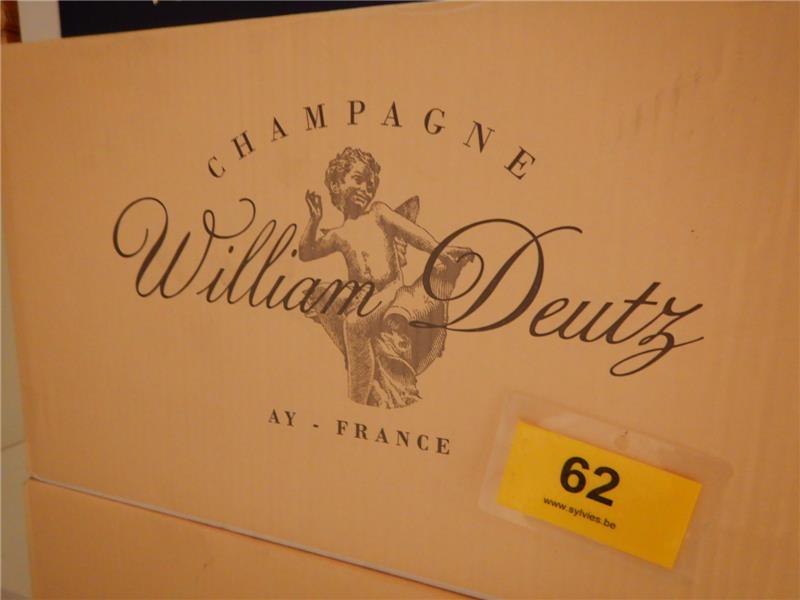 CHAMPAGNE
William Deutz
AY - FRANCE
62
www.sylvies.be